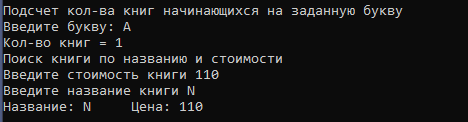 Подсчет кол-ва книг начинающихся на заданную букву
Введите букву: A
Кол-во книг = 1
Поиск книги по названию и стоимости
Введите стоимость книги 110
Введите название книги N
Название: N     Цена: 110